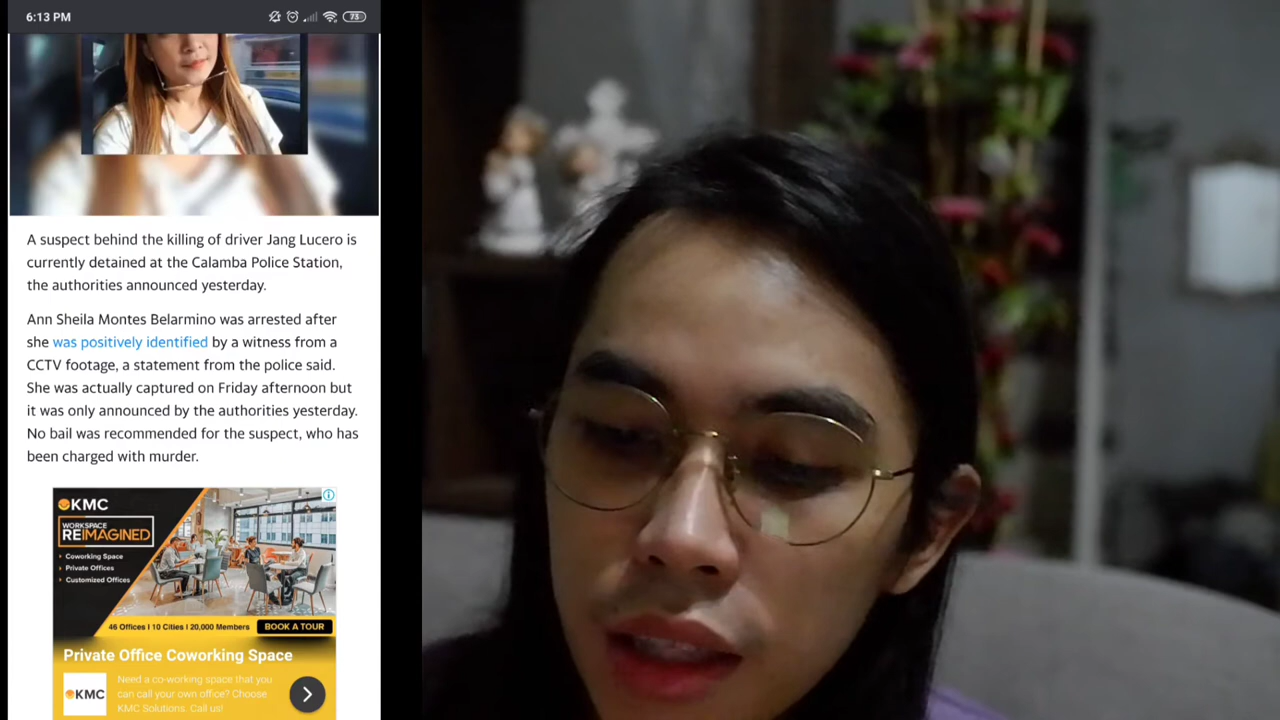 6:13 PM
73
A suspect behind the killing of driver Jang Lucero is
currently detained at the Calamba Police Station,
the authorities announced yesterday.
Ann Sheila Montes Belarmino was arrested after
she was positively identified by a witness from a
CCTV footage, a statement from the police said.
She was actually captured on Friday afternoon but
it was only announced by the authorities yesterday.
No bail was recommended for the suspect, who has
been charged with murder.
KMC
WORKSPACE
REIMAGINED
Coworking Space
Private Offices
Customized Offices
46 Offices I 10 Cities I 20,000 Members
BOOK A TOUR
Private Office Coworking Space
KMC
Need a co-working space that you
can call your own office? Choose
KMC Solutions. Call us!